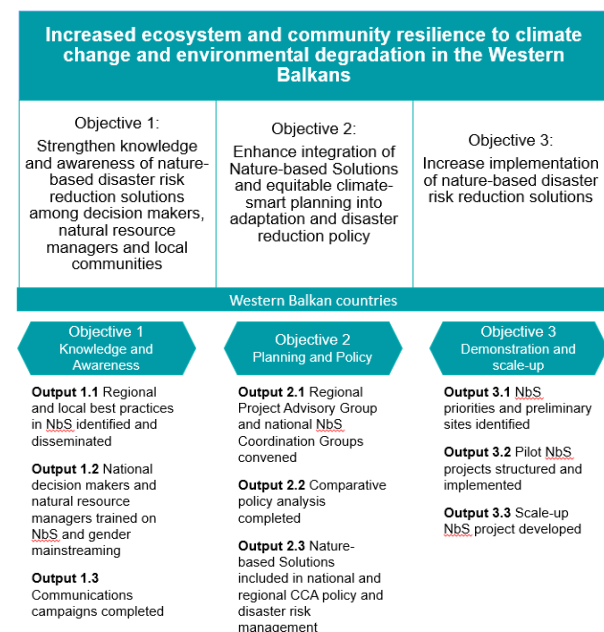 Increased ecosystem and community resilience to climate
change and environmental degradation in the Western
Balkans
Objective 1:
Strengthen knowledge
and awareness of nature-
based disaster risk
reduction solutions
among decision makers,
natural resource
managers and local
communities
Objective 2:
Enhance integration of
Nature-based Solutions
and equitable climate-
smart planning into
adaptation and disaster
reduction policy
Objective 3:
Increase implementation
of nature-based disaster
risk reduction solutions
Western Balkan countries
Objective 1
Knowledge and
Awareness
Output 1.1 Regional
and local best practices
in NbS identified and
disseminated
Output 1.2 National
decision makers and
natural resource
managers trained on
NbS and gender
mainstreaming
Output 1.3
Communications
campaigns completed
Objective 2
Planning and Policy
Output 2.1 Regional
Project Advisory Group
and national NbS
Coordination Groups
convened
Output 2.2 Comparative
policy analysis
completed
Output 2.3 Nature-
based Solutions
included in national and
regional CCA policy and
disaster risk
management
Objective 3
Demonstration and
scale-up
Output 3.1 NbS
priorities and preliminary
sites identified
Output 3.2 Pilot NbS
projects structured and
implemented
Output 3.3 Scale-up
NbS project developed